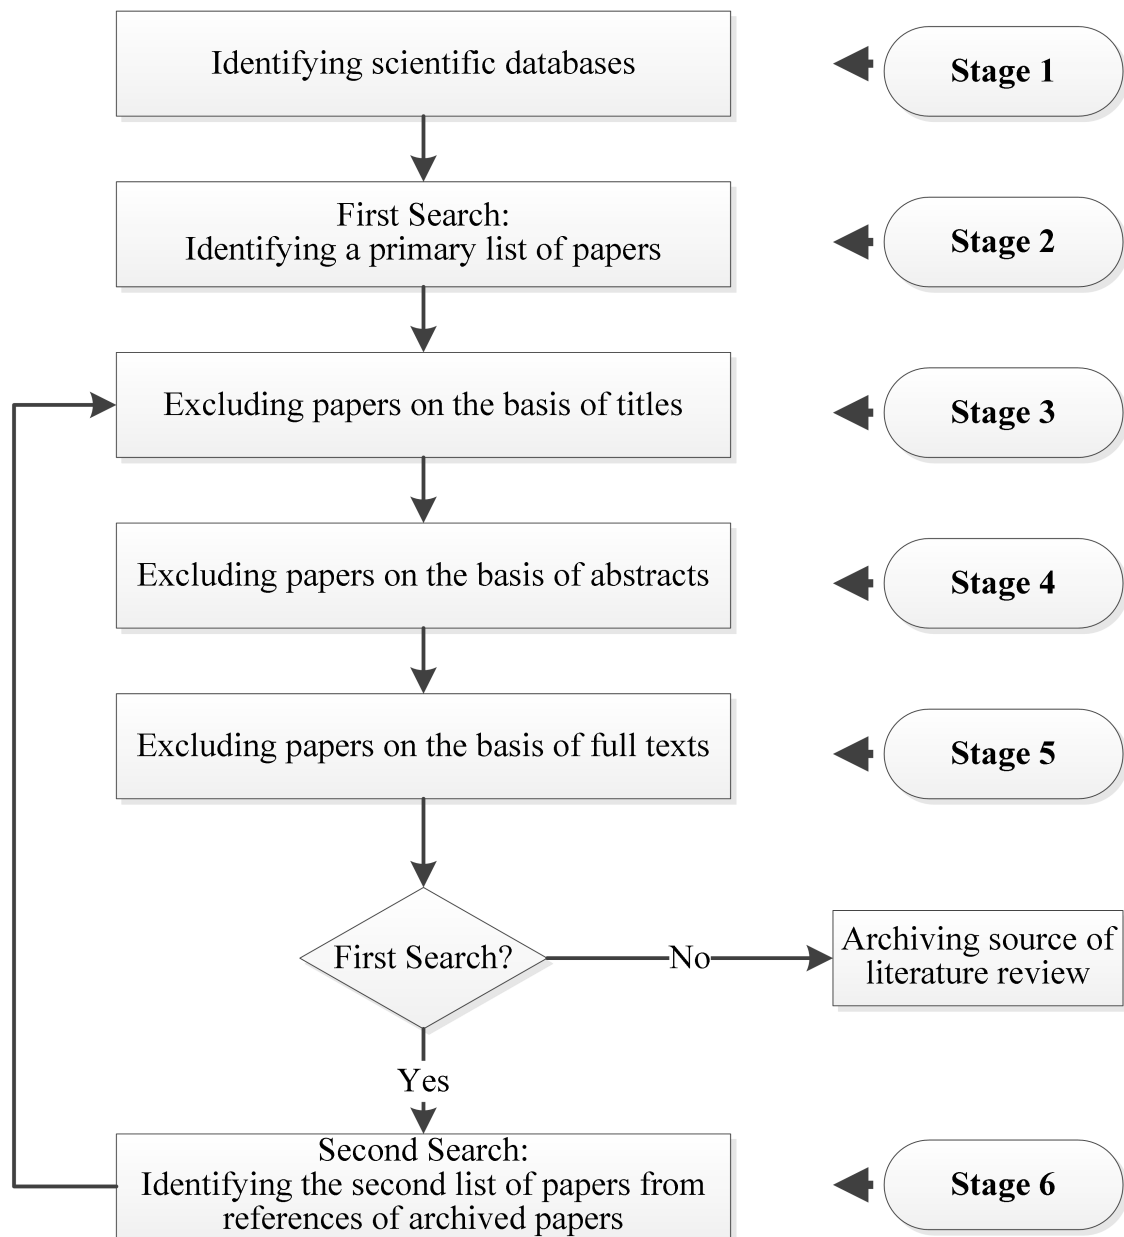 Identifying scientific databases
Stage 1
First Search:
Identifying a primary list of papers
Stage 2
Excluding papers on the basis of titles
Stage 3
Excluding papers on the basis of abstracts
Stage 4
Excluding papers on the basis of full texts
Stage 5
First Search?
No
Archiving source of
literature review
Yes
Second Search:
Identifying the second list of papers from
references of archived papers
Stage 6